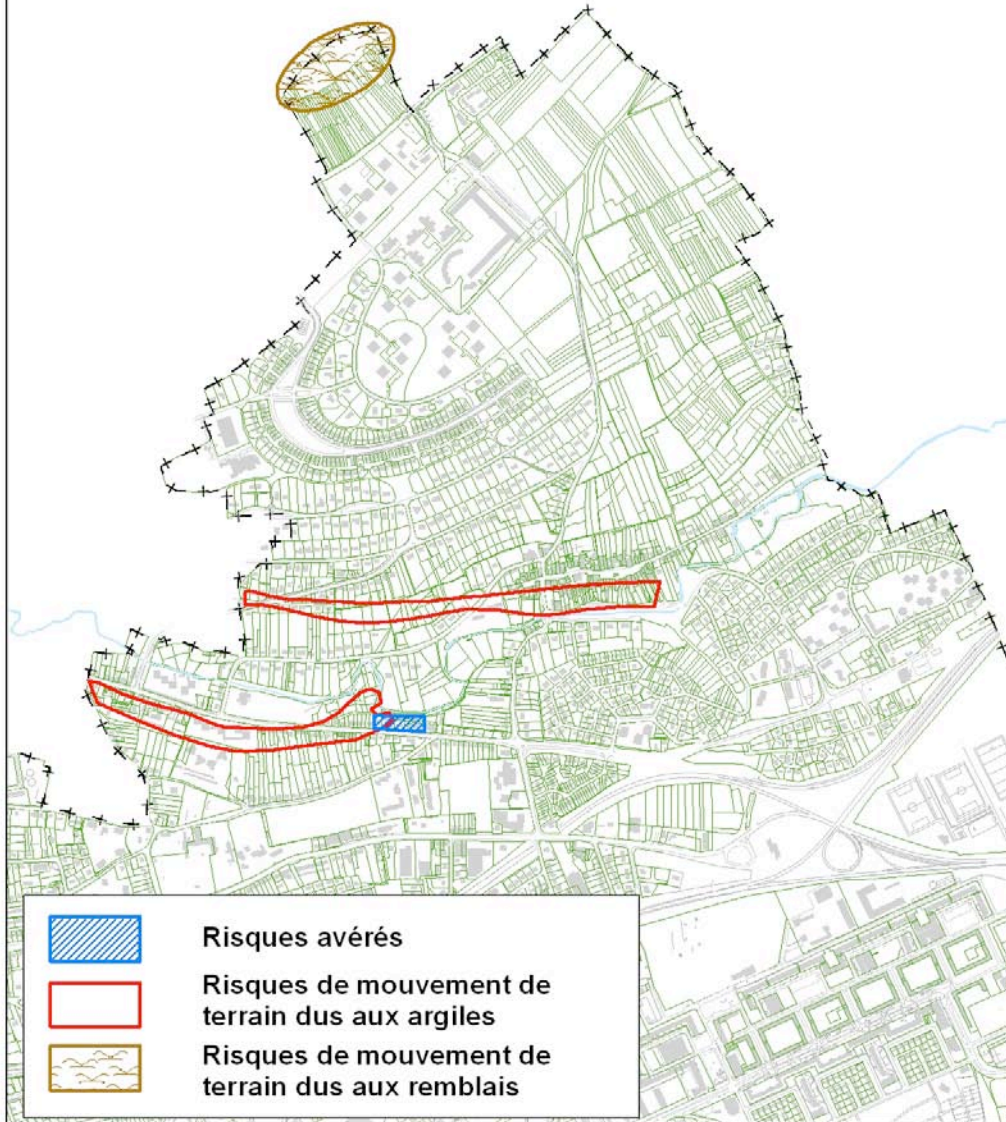 Risques avérés
Risques de mouvement de
terrain dus aux argiles
Risques de mouvement de
terrain dus aux remblais